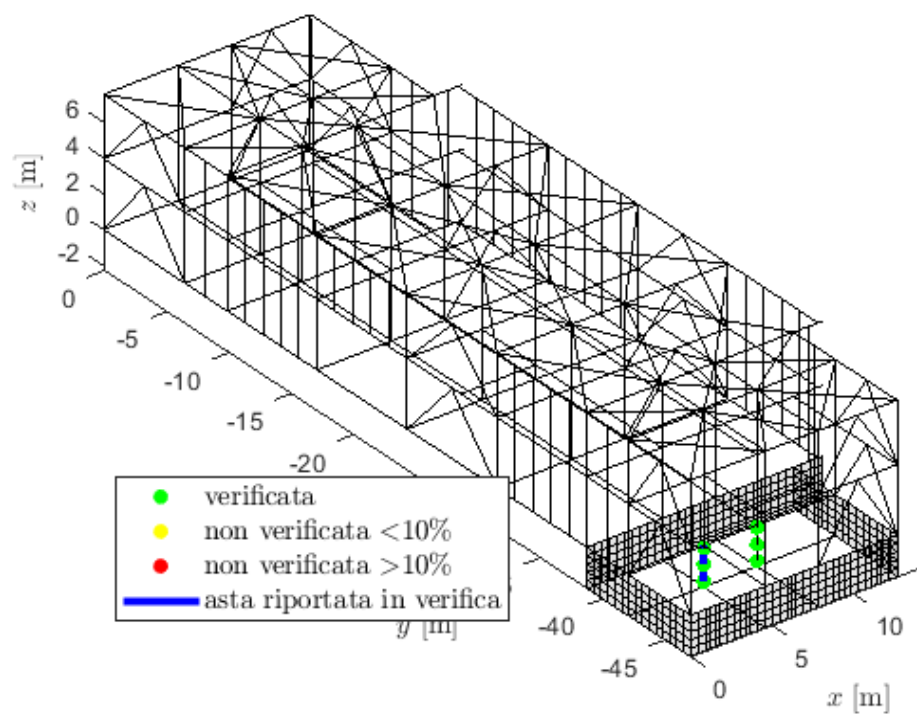 6
4
2
0
-2
z [m]
0
-5
-10
-15
-20
verificata
non verificata <10%
non verificata >10%
asta riportata in verifica
y [m]
-40
-45
10
5
0
x [m]